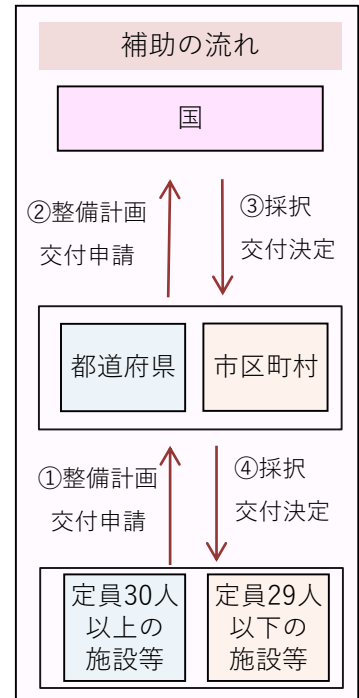 補助の流れ
国
②整備計画
交付申請
③採択
交付決定
都道府県
市区町村
①整備計画
交付申請
④採択
交付決定
定員30人
以上の
施設等
定員29人
以下の
施設等